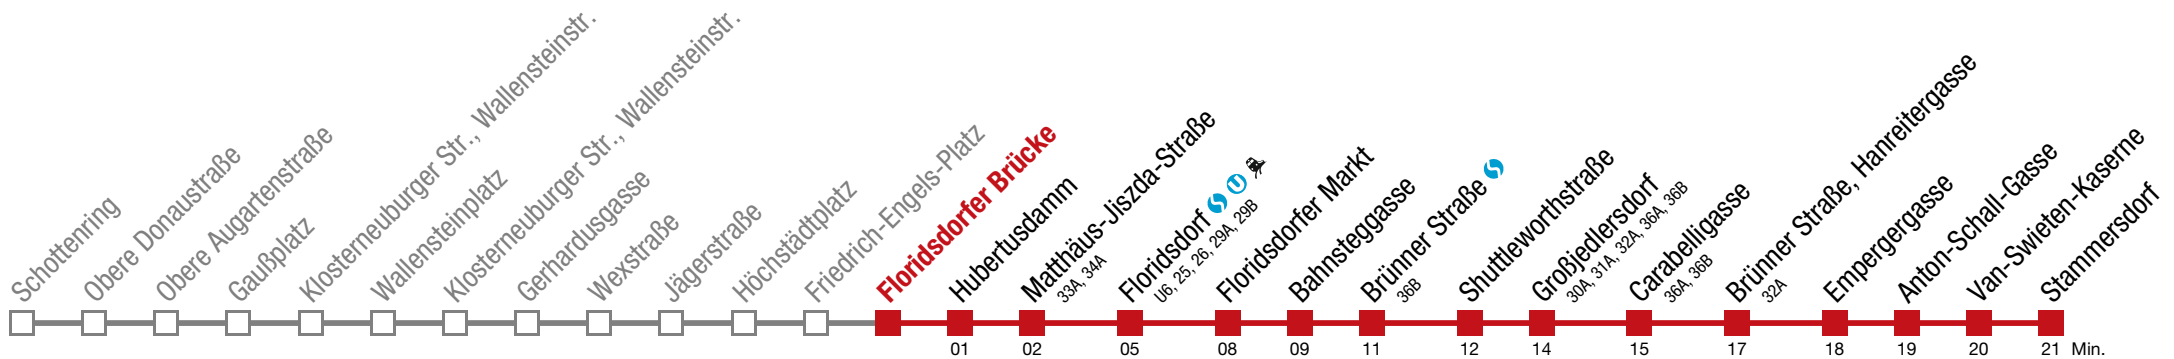 Schottenring
Obere Donaustraße
Obere Augartenstraße
Gaußplatz
Klosterneuburger Str., Wallensteinstr.
Wallensteinplatz
Klosterneuburger Str., Wallensteinstr.
Gerhardusgasse
Wexstraße
Jägerstraße
Höchstädtplatz
Friedrich-Engels-Platz
Floridsdorfer Brücke
Hubertusdamm
Matthäus-Jiszda-Straße
33A, 34A
Floridsdorf
U6, 25, 26, 29A, 29B
Floridsdorfer Markt
Bahnsteggasse
Brünner Straße
36B
Shuttleworthstraße
Großjedlersdorf
30A, 31A, 32A, 36A, 36B
Carabelligasse
36A, 36B
Brünner Straße, Hanreitergasse
32A
Empergergasse
Anton-Schall-Gasse
Van-Swieten-Kaserne
Stammersdorf
01 02 05 08 09 11 12 14 15 17 18 19 20 21 Min.